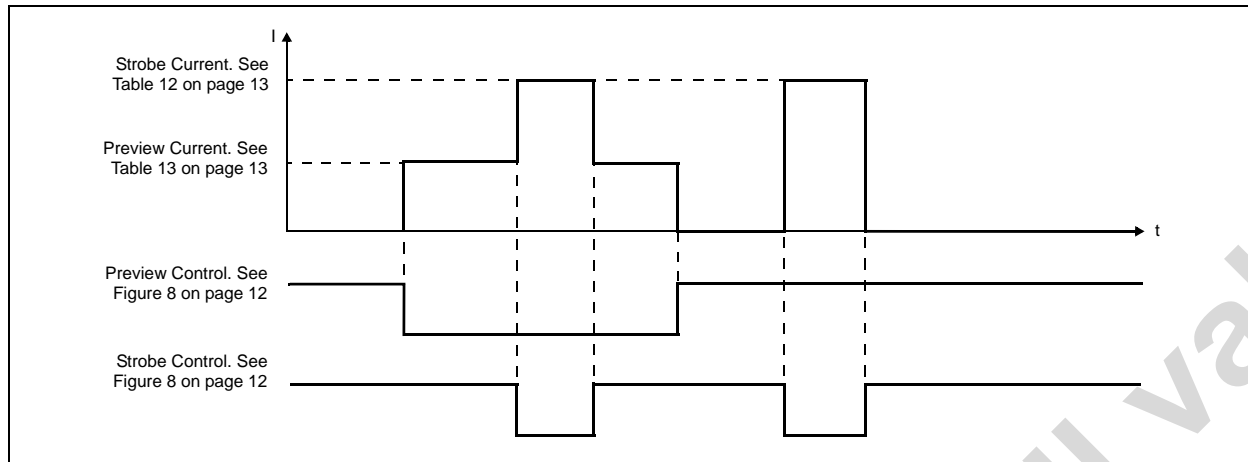 I
Strobe Current. See
Table 12 on page 13
Preview Current. See
Table 13 on page 13
t
Preview Control. See
Figure 8 on page 12
Strobe Control. See
Figure 8 on page 12